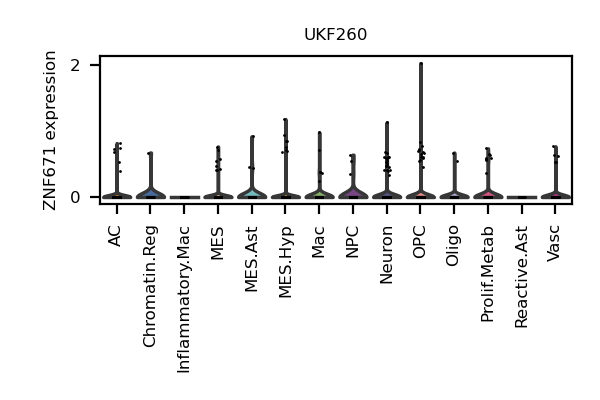 UKF260
ZNF671 expression
2
0
AC
Chromatin.Reg
Inflammatory.Mac
MES
MES.Ast
MES.Hyp
Mac
NPC
Neuron
OPC
Oligo
Prolif.Metab
Reactive.Ast
Vasc